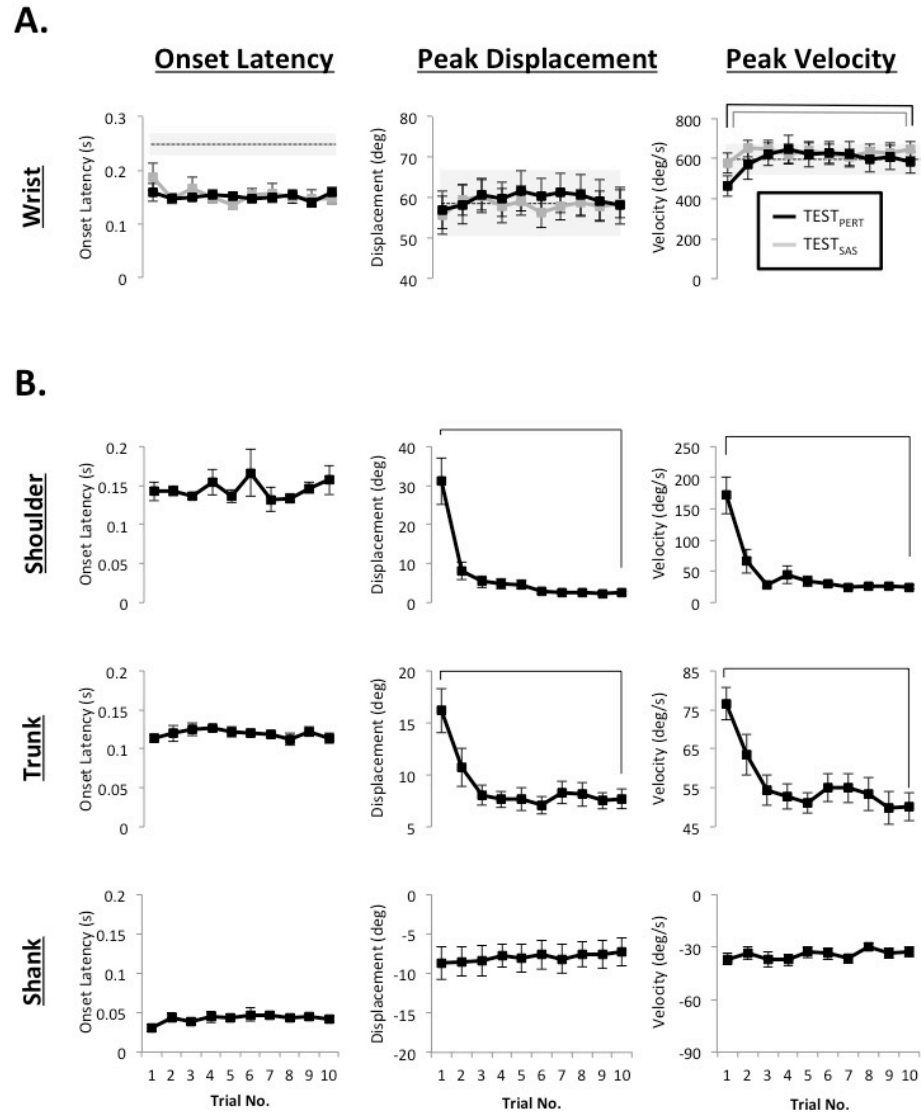 A.
Onset Latency
Peak Displacement
Peak Velocity
Wrist
Onset Latency (s)
0.3
0.2
0.1
0
Displacement (deg)
80
70
60
50
40
Velocity (deg/s)
800
600
400
200
0
TEST PERT
TEST SAS
B.
Shoulder
Onset Latency (s)
0.2
0.15
0.1
0.05
0
Displacement (deg)
40
30
20
10
0
Velocity (deg/s)
250
200
150
100
50
0
Trunk
Onset Latency (s)
0.2
0.15
0.1
0.05
0
Displacement (deg)
20
15
10
5
Velocity (deg/s)
85
75
65
55
45
Shank
Onset Latency (s)
0.2
0.15
0.1
0.05
0
1 2 3 4 5 6 7 8 9 10
Trial No.
Displacement (deg)
0
-5
-10
-15
-20
1 2 3 4 5 6 7 8 9 10
Trial No.
Velocity (deg/s)
0
-30
-60
-90
1 2 3 4 5 6 7 8 9 10
Trial No.